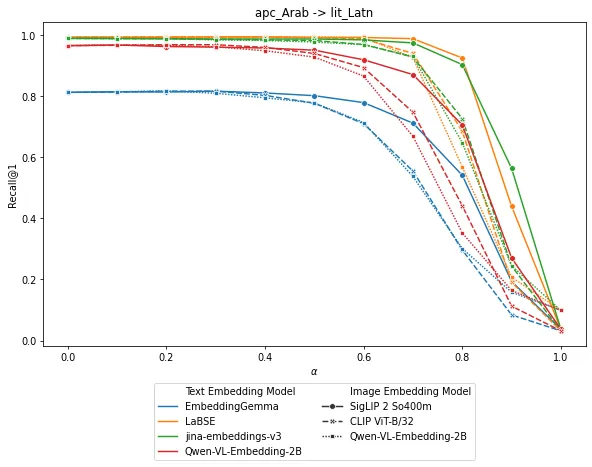 apc_Arab -> lit_Latn
Recall@1
1.0
0.8
0.6
0.4
0.2
0.0
0.0 0.2 0.4 0.6 0.8 1.0
α
Text Embedding Model
EmbeddingGemma
LaBSE
jina-embeddings-v3
Qwen-VL-Embedding-2B
Image Embedding Model
SigLIP 2 So400m
CLIP ViT-B/32
Qwen-VL-Embedding-2B